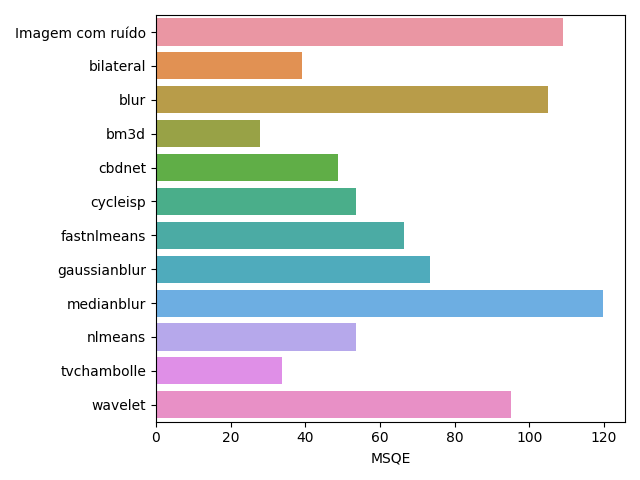 Imagem com ruído
bilateral
blur
bm3d
cbdnet
cycleisp
fastnlmeans
gaussianblur
medianblur
nlmeans
tvchambolle
wavelet
0 20 40 60 80 100 120
MSQE